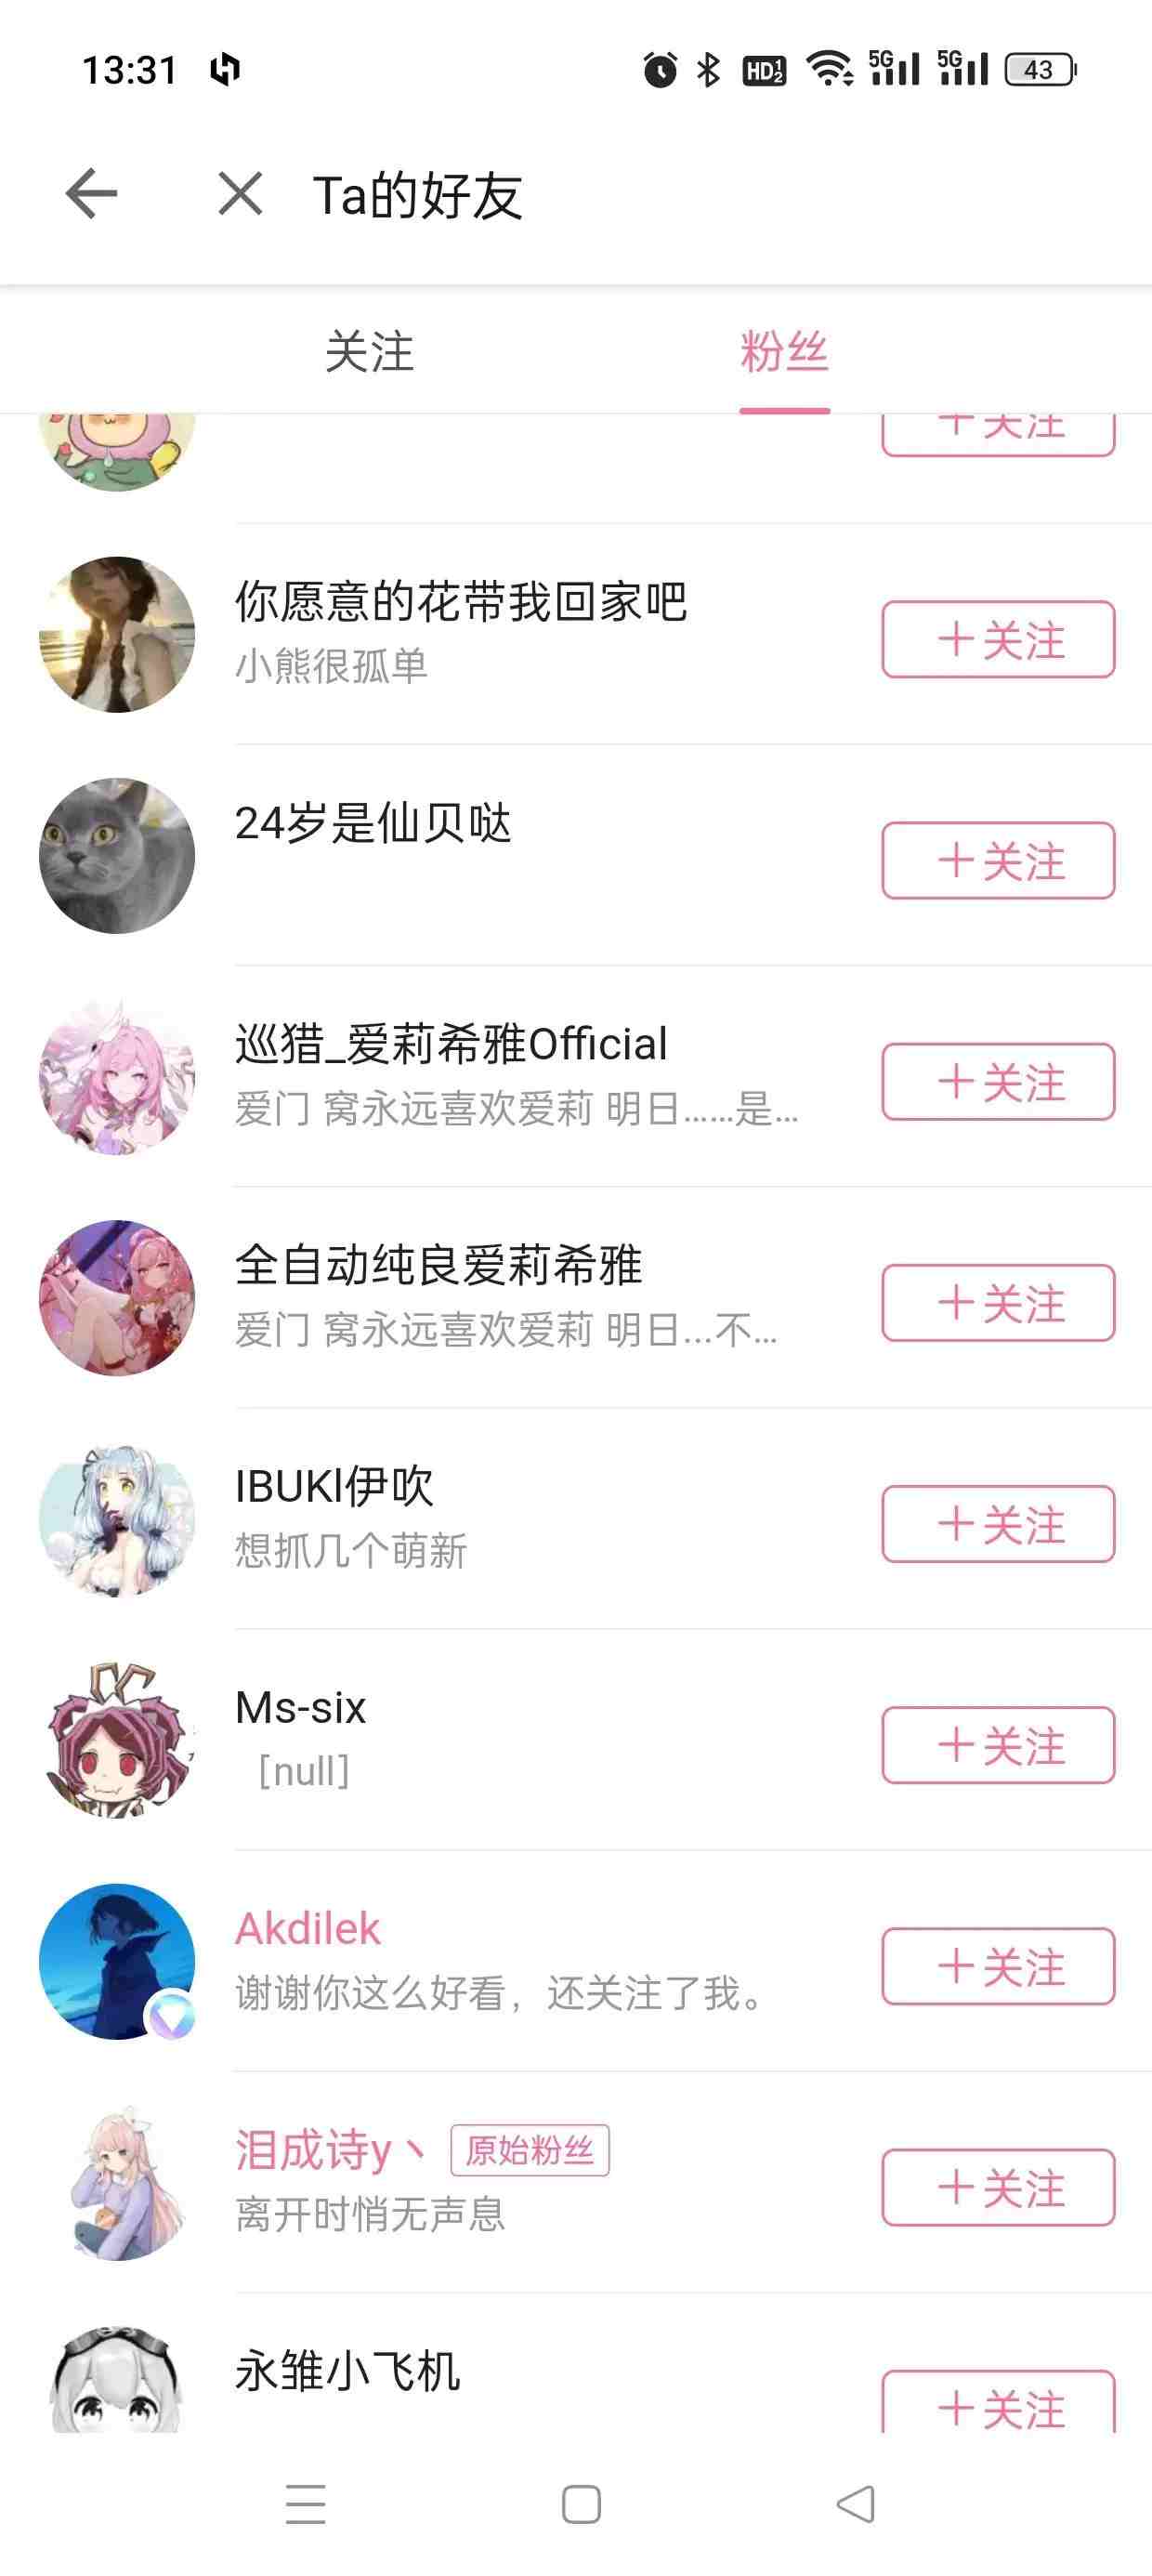 13:31
HD 1 2
5G
5G
43
Ta的好友
关注
粉丝
+关注
你愿意的花带我回家吧
小熊很孤单
+关注
24岁是仙贝哒
+关注
巡猎_爱莉希雅Official
爱门 窝永远喜欢爱莉 明日……是...
+关注
全自动纯良爱莉希雅
爱门 窝永远喜欢爱莉 明日…不...
+关注
IBUKI伊吹
想抓几个萌新
+关注
Ms-six
［null］
+关注
Akdilek
谢谢你这么好看，还关注了我。
+关注
泪成诗y丶 原始粉丝
离开时悄无声息
+关注
永雏小飞机
+关注